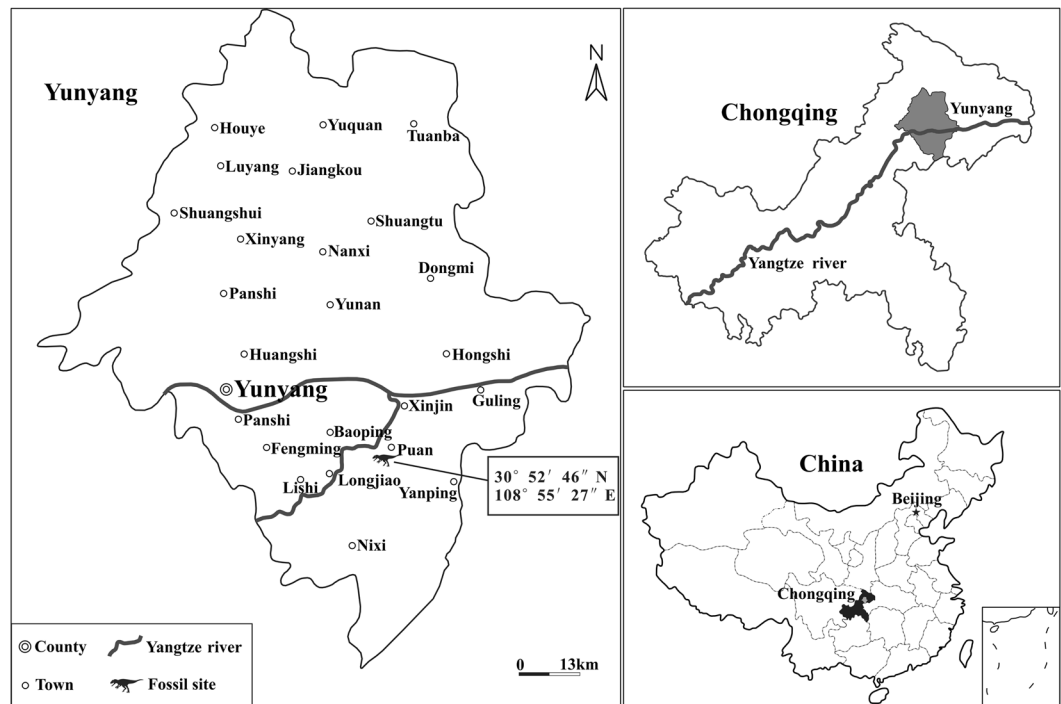 Yunyang
N
Houye
Yuquan
Tuanba
Luyang
Jiangkou
Shuangshui
Shuangtu
Xinyang
Nanxi
Dongmi
Panshi
Yunan
Huangshi
Hongshi
Yunyang
Guling
Xinjin
Panshi
Baoping
Fengming
Puan
Longjiao
Lishi
Yanping
30° 52′ 46″ N
108° 55′ 27″ E
Nixi
County
Yangtze river
Town
Fossil site
0 13km
Chongqing
Yunyang
Yangtze river
China
Beijing
Chongqing